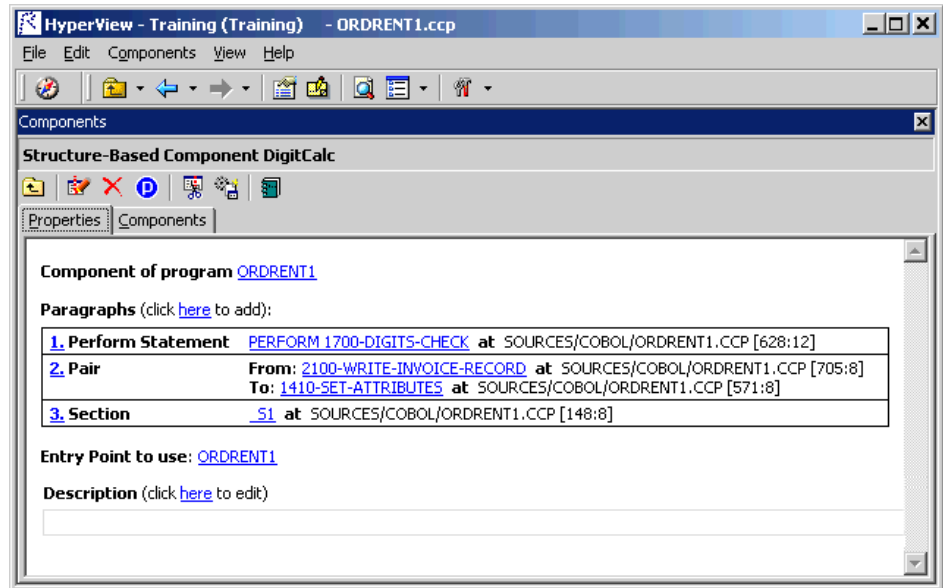 HyperView - Training (Training) - ORDRENT1.ccp
File Edit Components View Help
Components
Structure-Based Component DigitCalc
Properties Components
Component of program ORDRENT1
Paragraphs (click here to add):
1. Perform Statement PERFORM 1700-DIGITS-CHECK at SOURCES/COBOL/ORDRENT1.CCP [628:12]
2. Pair From: 2100-WRITE-INVOICE-RECORD at SOURCES/COBOL/ORDRENT1.CCP [705:8]
To: 1410-SET-ATTRIBUTES at SOURCES/COBOL/ORDRENT1.CCP [571:8]
3. Section _S1 at SOURCES/COBOL/ORDRENT1.CCP [148:8]
Entry Point to use: ORDRENT1
Description (click here to edit)